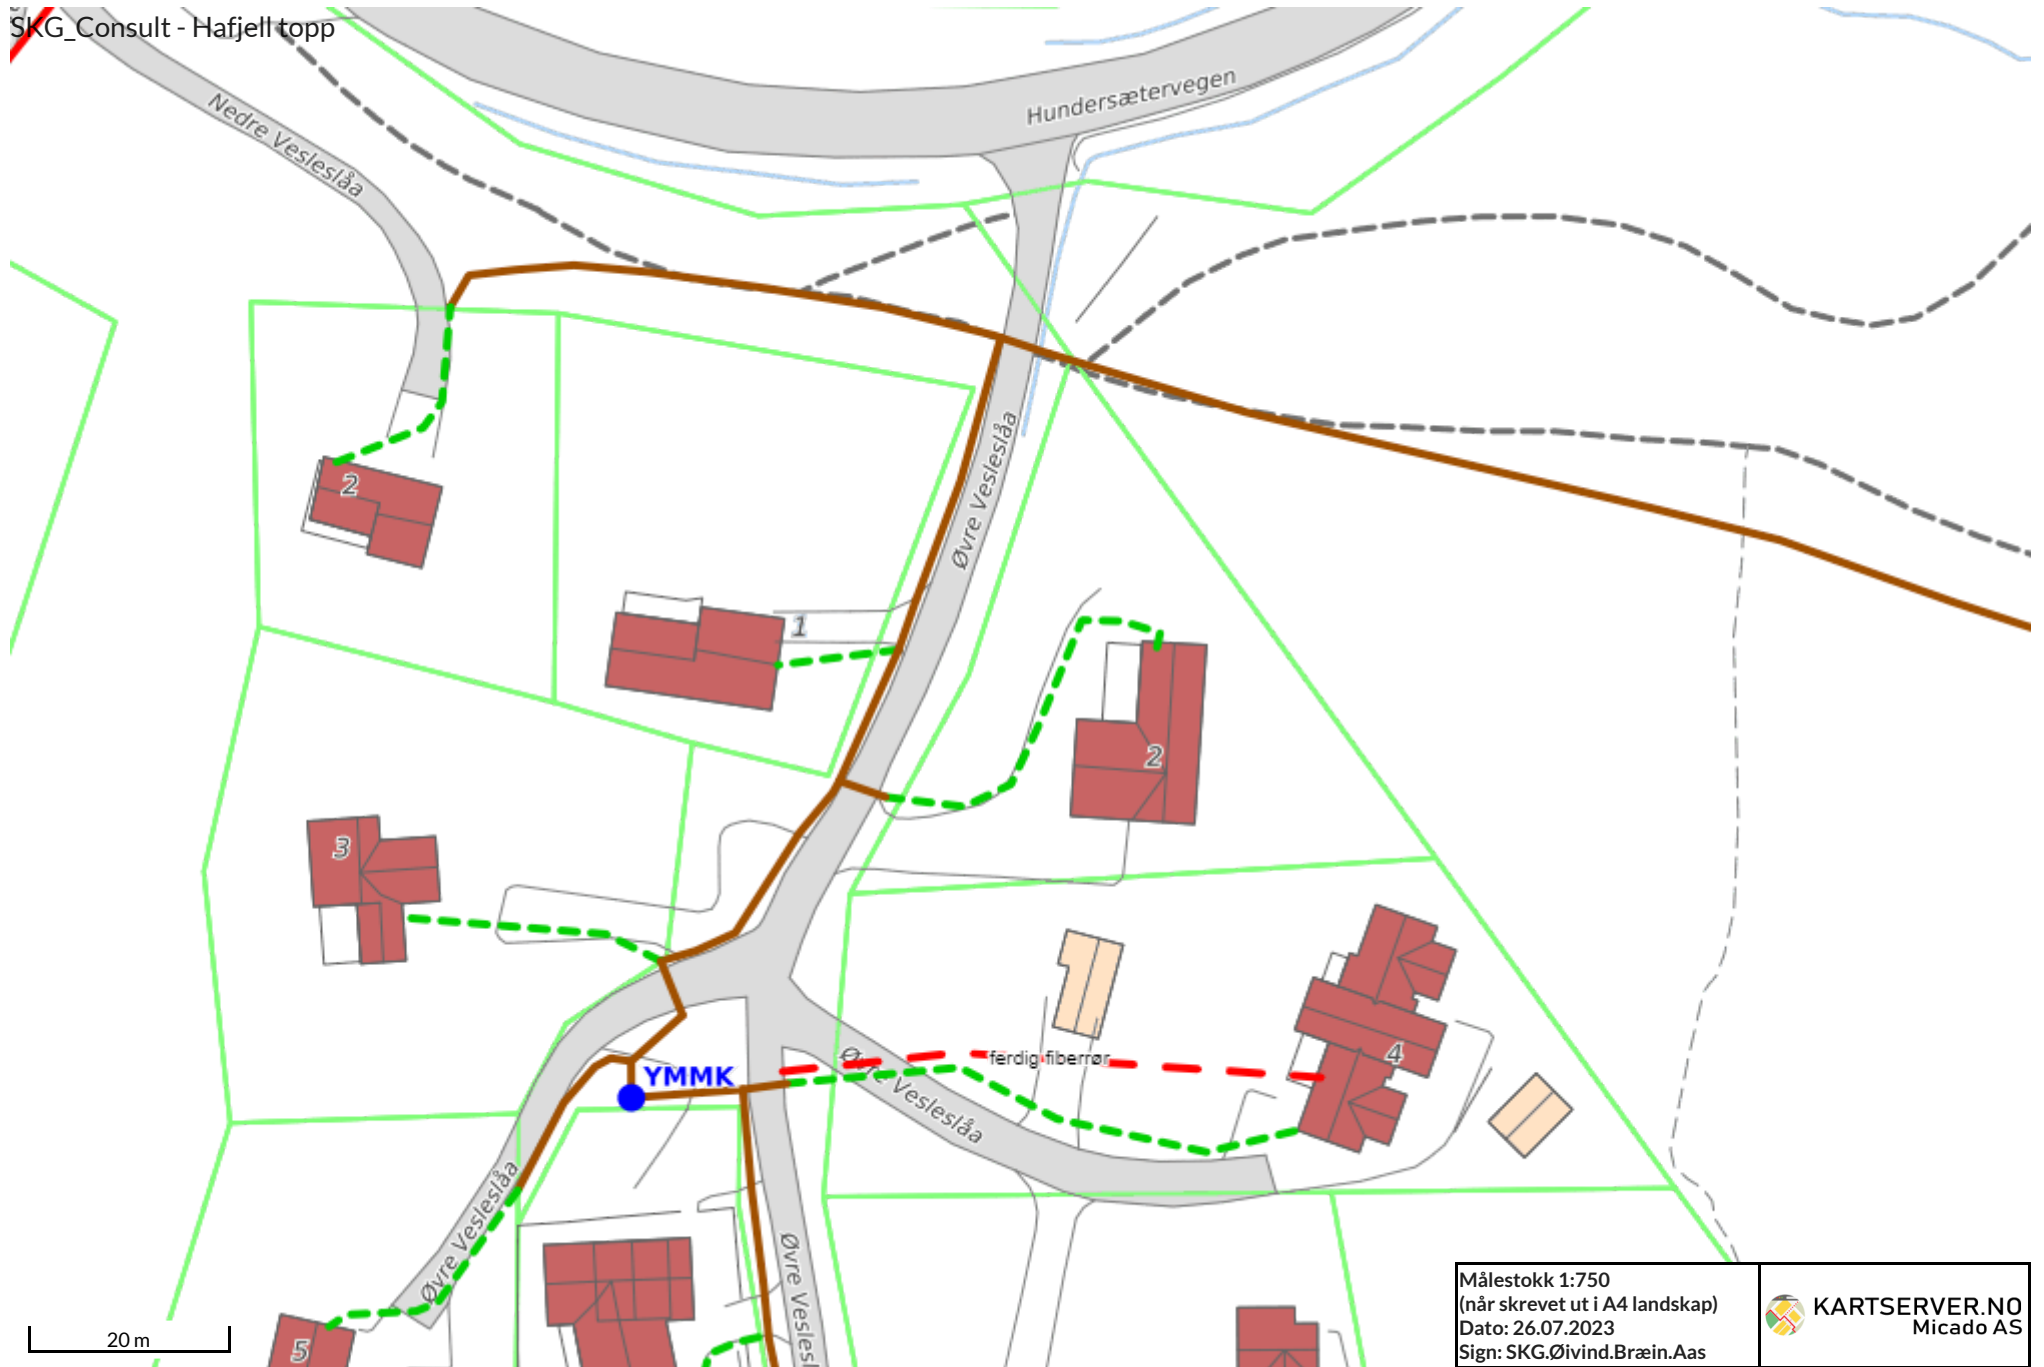 SKG_Consult - Hafjell topp
Hundersætervegen
Nedre Vesleslåa
Øvre Vesleslåa
2
1
2
3
4
ferdig fiberrør
Øvre Vesleslåa
YMMK
Øvre Vesleslåa
Øvre Veslesl
5
20 m
Målestokk 1:750
(når skrevet ut i A4 landskap)
Dato: 26.07.2023
Sign: SKG.Øivind.Bræin.Aas
KARTSERVER.NO
Micado AS